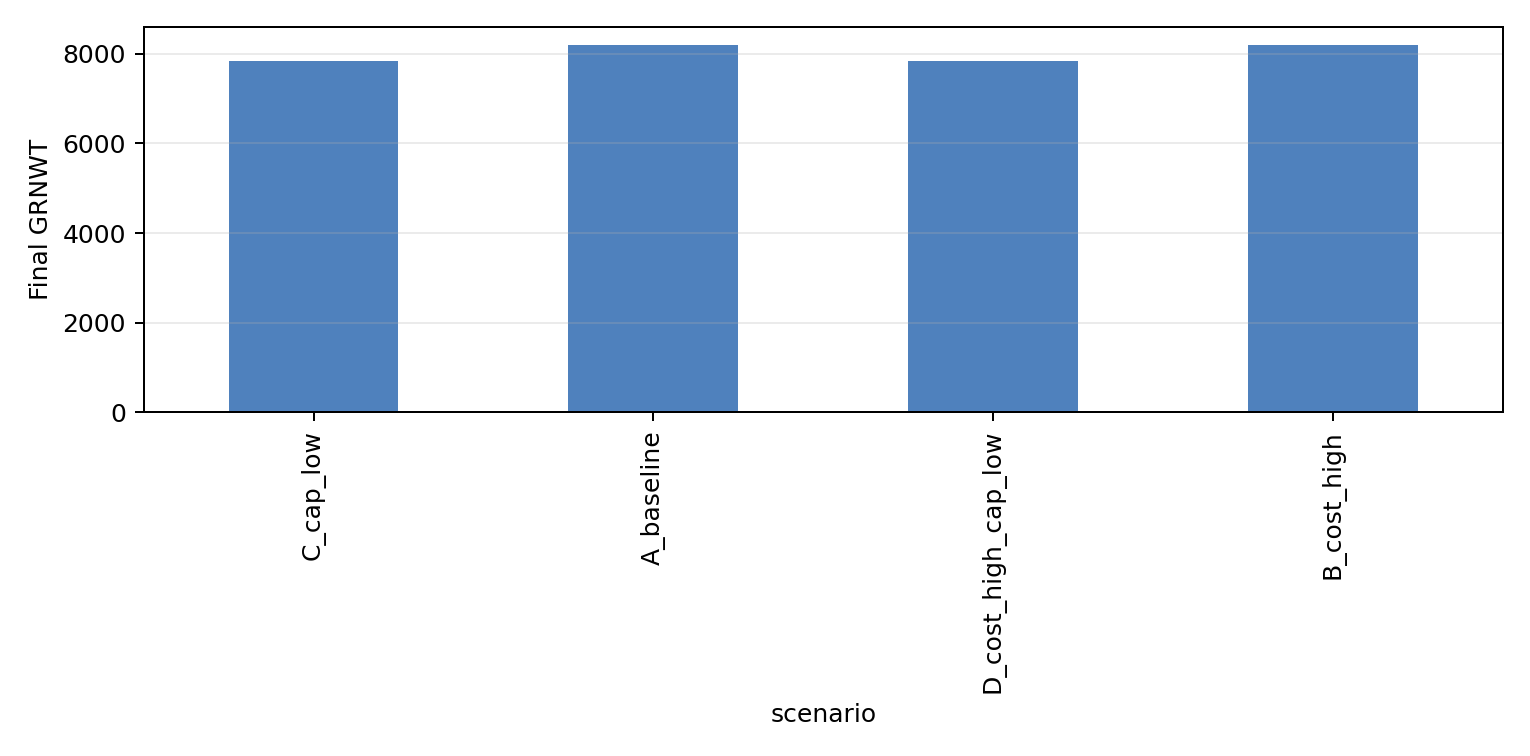 Final GRNWT
8000
6000
4000
2000
0
C_cap_low
A_baseline
D_cost_high_cap_low
B_cost_high
scenario